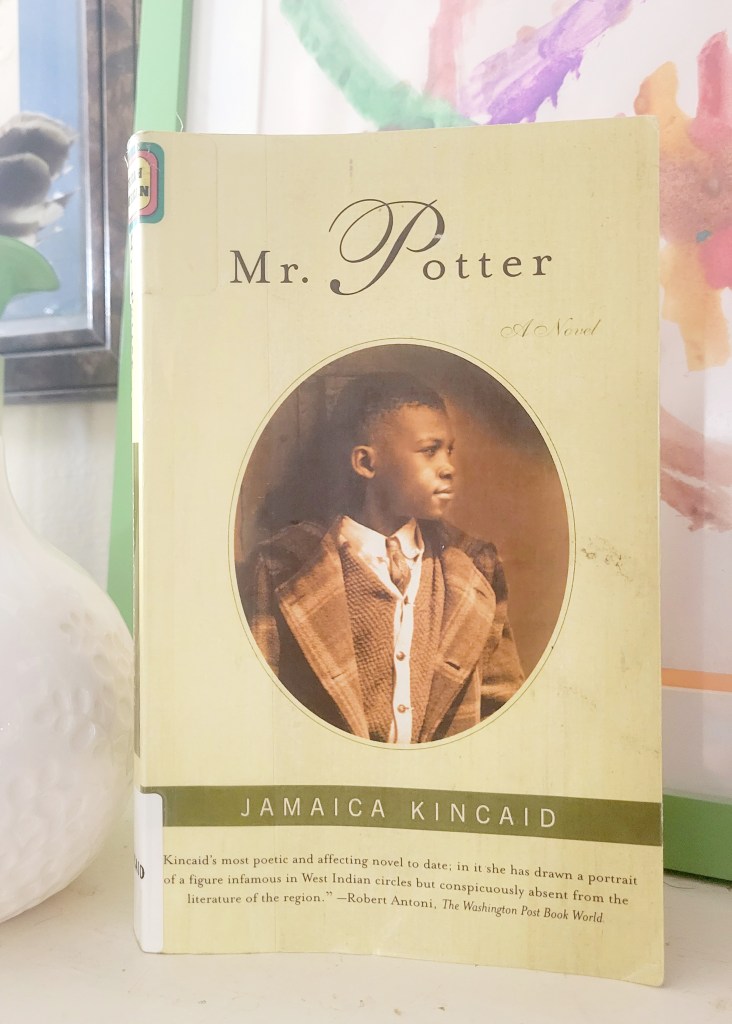 Mr. Potter
A Novel
JAMAICA KINCAID
Kincaid's most poetic and affecting novel to date; in it she has drawn a portrait
of a figure infamous in West Indian circles but conspicuously absent from the
literature of the region." —Robert Antoni, The Washington Post Book World.